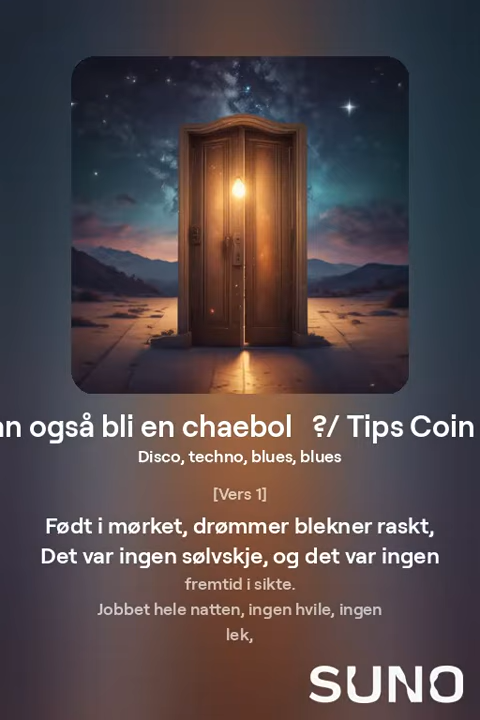 an også bli en chaebol ?/ Tips Coin
Disco, techno, blues, blues
[Vers 1]
Født i mørket, drømmer blekner raskt,
Det var ingen sølvskje, og det var ingen
fremtid i sikte.
Jobbet hele natten, ingen hvile, ingen
lek,
SUNO